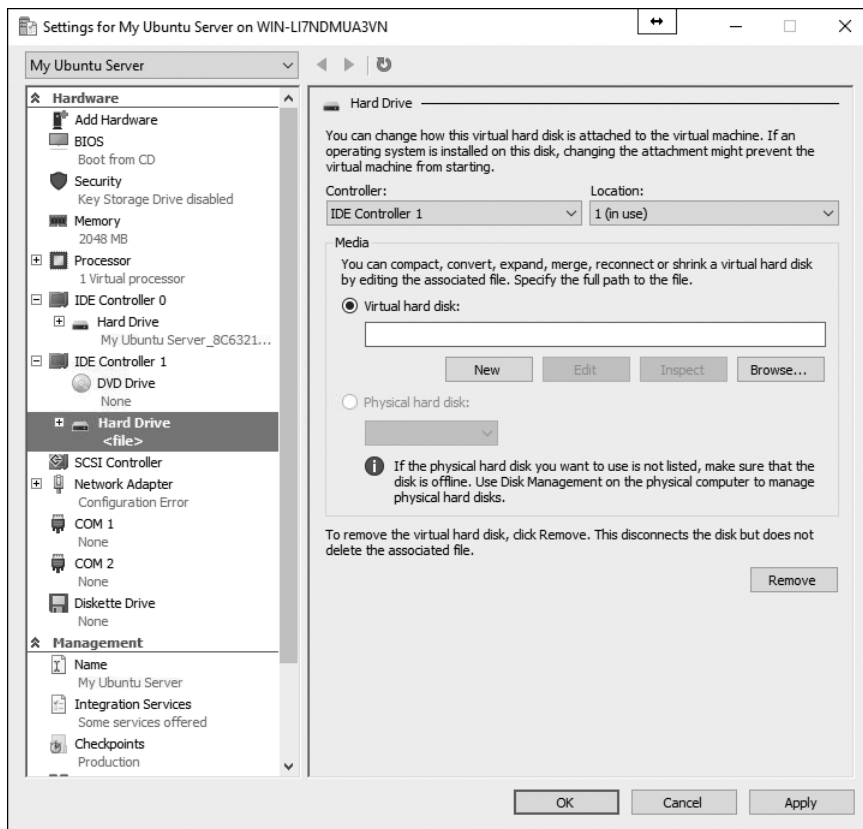 Settings for My Ubuntu Server on WIN-LI7NDMUA3VN
My Ubuntu Server
Hardware
Add Hardware
BIOS
Boot from CD
Security
Key Storage Drive disabled
Memory
2048 MB
Processor
1 Virtual processor
IDE Controller 0
Hard Drive
My Ubuntu Server_8C6321...
IDE Controller 1
DVD Drive
None
Hard Drive
<file>
SCSI Controller
Network Adapter
Configuration Error
COM 1
None
COM 2
None
Diskette Drive
None
Management
Name
My Ubuntu Server
Integration Services
Some services offered
Checkpoints
Production
Hard Drive
You can change how this virtual hard disk is attached to the virtual machine. If an
operating system is installed on this disk, changing the attachment might prevent the
virtual machine from starting.
Controller:
Location:
IDE Controller 1
1 (in use)
Media
You can compact, convert, expand, merge, reconnect or shrink a virtual hard disk
by editing the associated file. Specify the full path to the file.
Virtual hard disk:
New
Edit
Inspect
Browse...
Physical hard disk:
If the physical hard disk you want to use is not listed, make sure that the
disk is offline. Use Disk Management on the physical computer to manage
physical hard disks.
To remove the virtual hard disk, click Remove. This disconnects the disk but does not
delete the associated file.
Remove
OK
Cancel
Apply